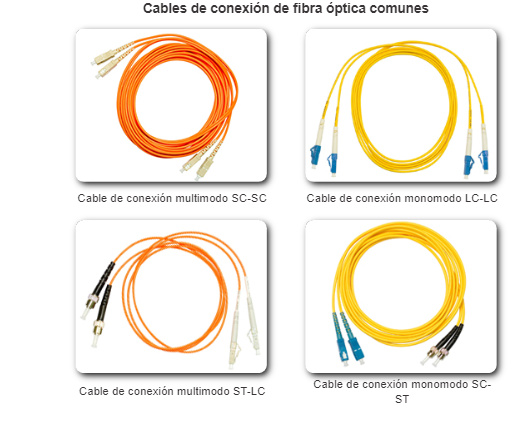 Cables de conexión de fibra óptica comunes
Cable de conexión multimodo SC-SC
Cable de conexión monomodo LC-LC
Cable de conexión multimodo ST-LC
Cable de conexión monomodo SC-
ST